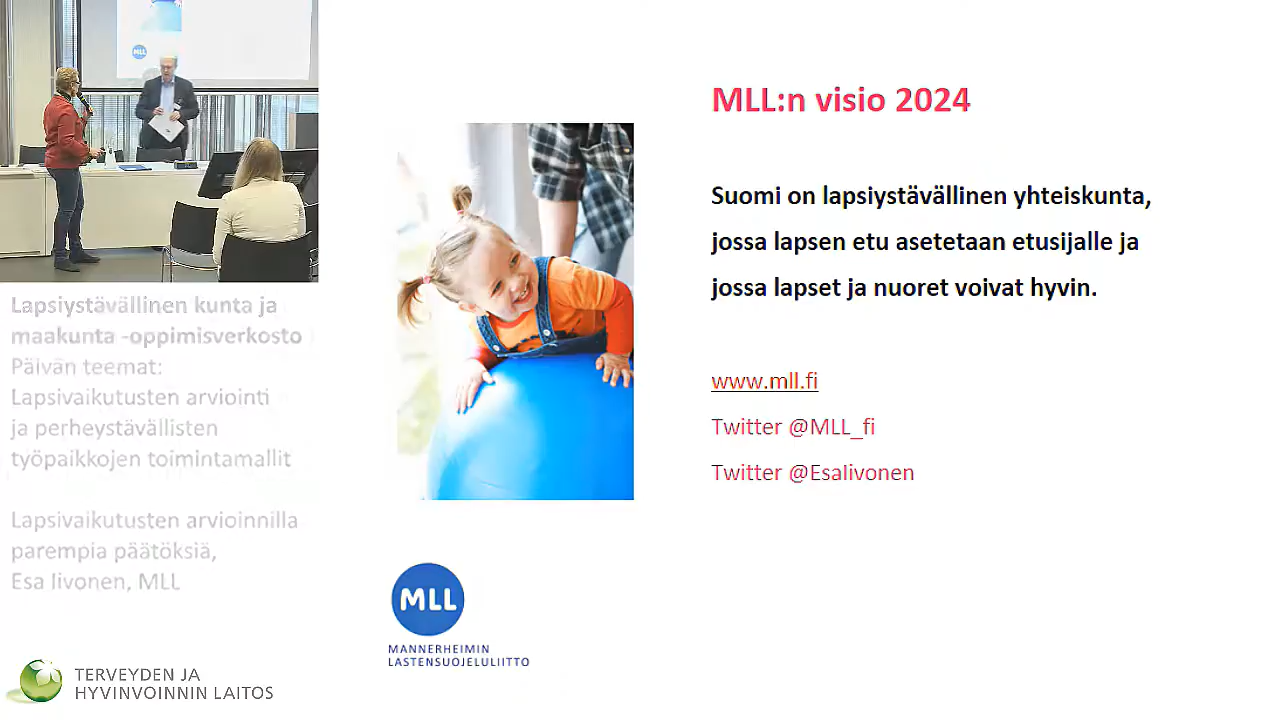 MLL
Lapsiystävällinen kunta ja
maakunta -oppimisverkosto
Päivän teemat:
Lapsivaikutusten arviointi
ja perheystävällisten
työpaikkojen toimintamallit
Lapsivaikutusten arvioinnilla
parempia päätöksiä,
Esa Iivonen, MLL
TERVEYDEN JA
HYVINVOINNIN LAITOS
MLL
MANNERHEIMIN
LASTENSUOJELULIITTO
MLL:n visio 2024
Suomi on lapsiystävällinen yhteiskunta,
jossa lapsen etu asetetaan etusijalle ja
jossa lapset ja nuoret voivat hyvin.
www.mll.fi
Twitter @MLL_fi
Twitter @EsaIivonen